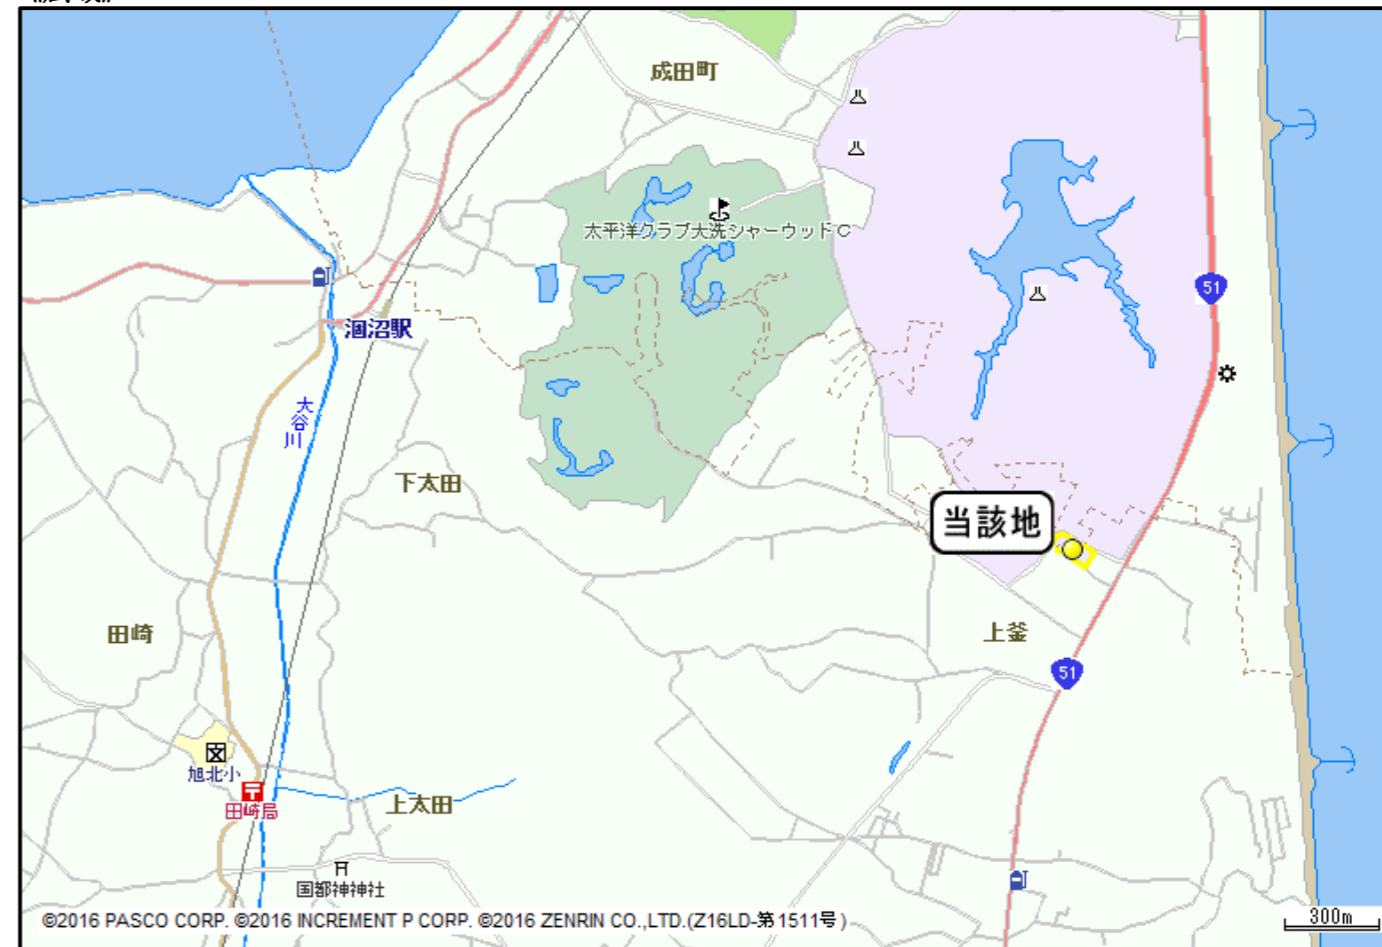 成田町
太平洋クラブ大洗シャーウッドC
51
涸沼駅
大谷川
下太田
当該地
田崎
上釜
51
旭北小
田崎局
上太田
国都神神社
©2016 PASCO CORP. ©2016 INCREMENT P CORP. ©2016 ZENRIN CO.,LTD.(Z16LD-第1511号)
300m